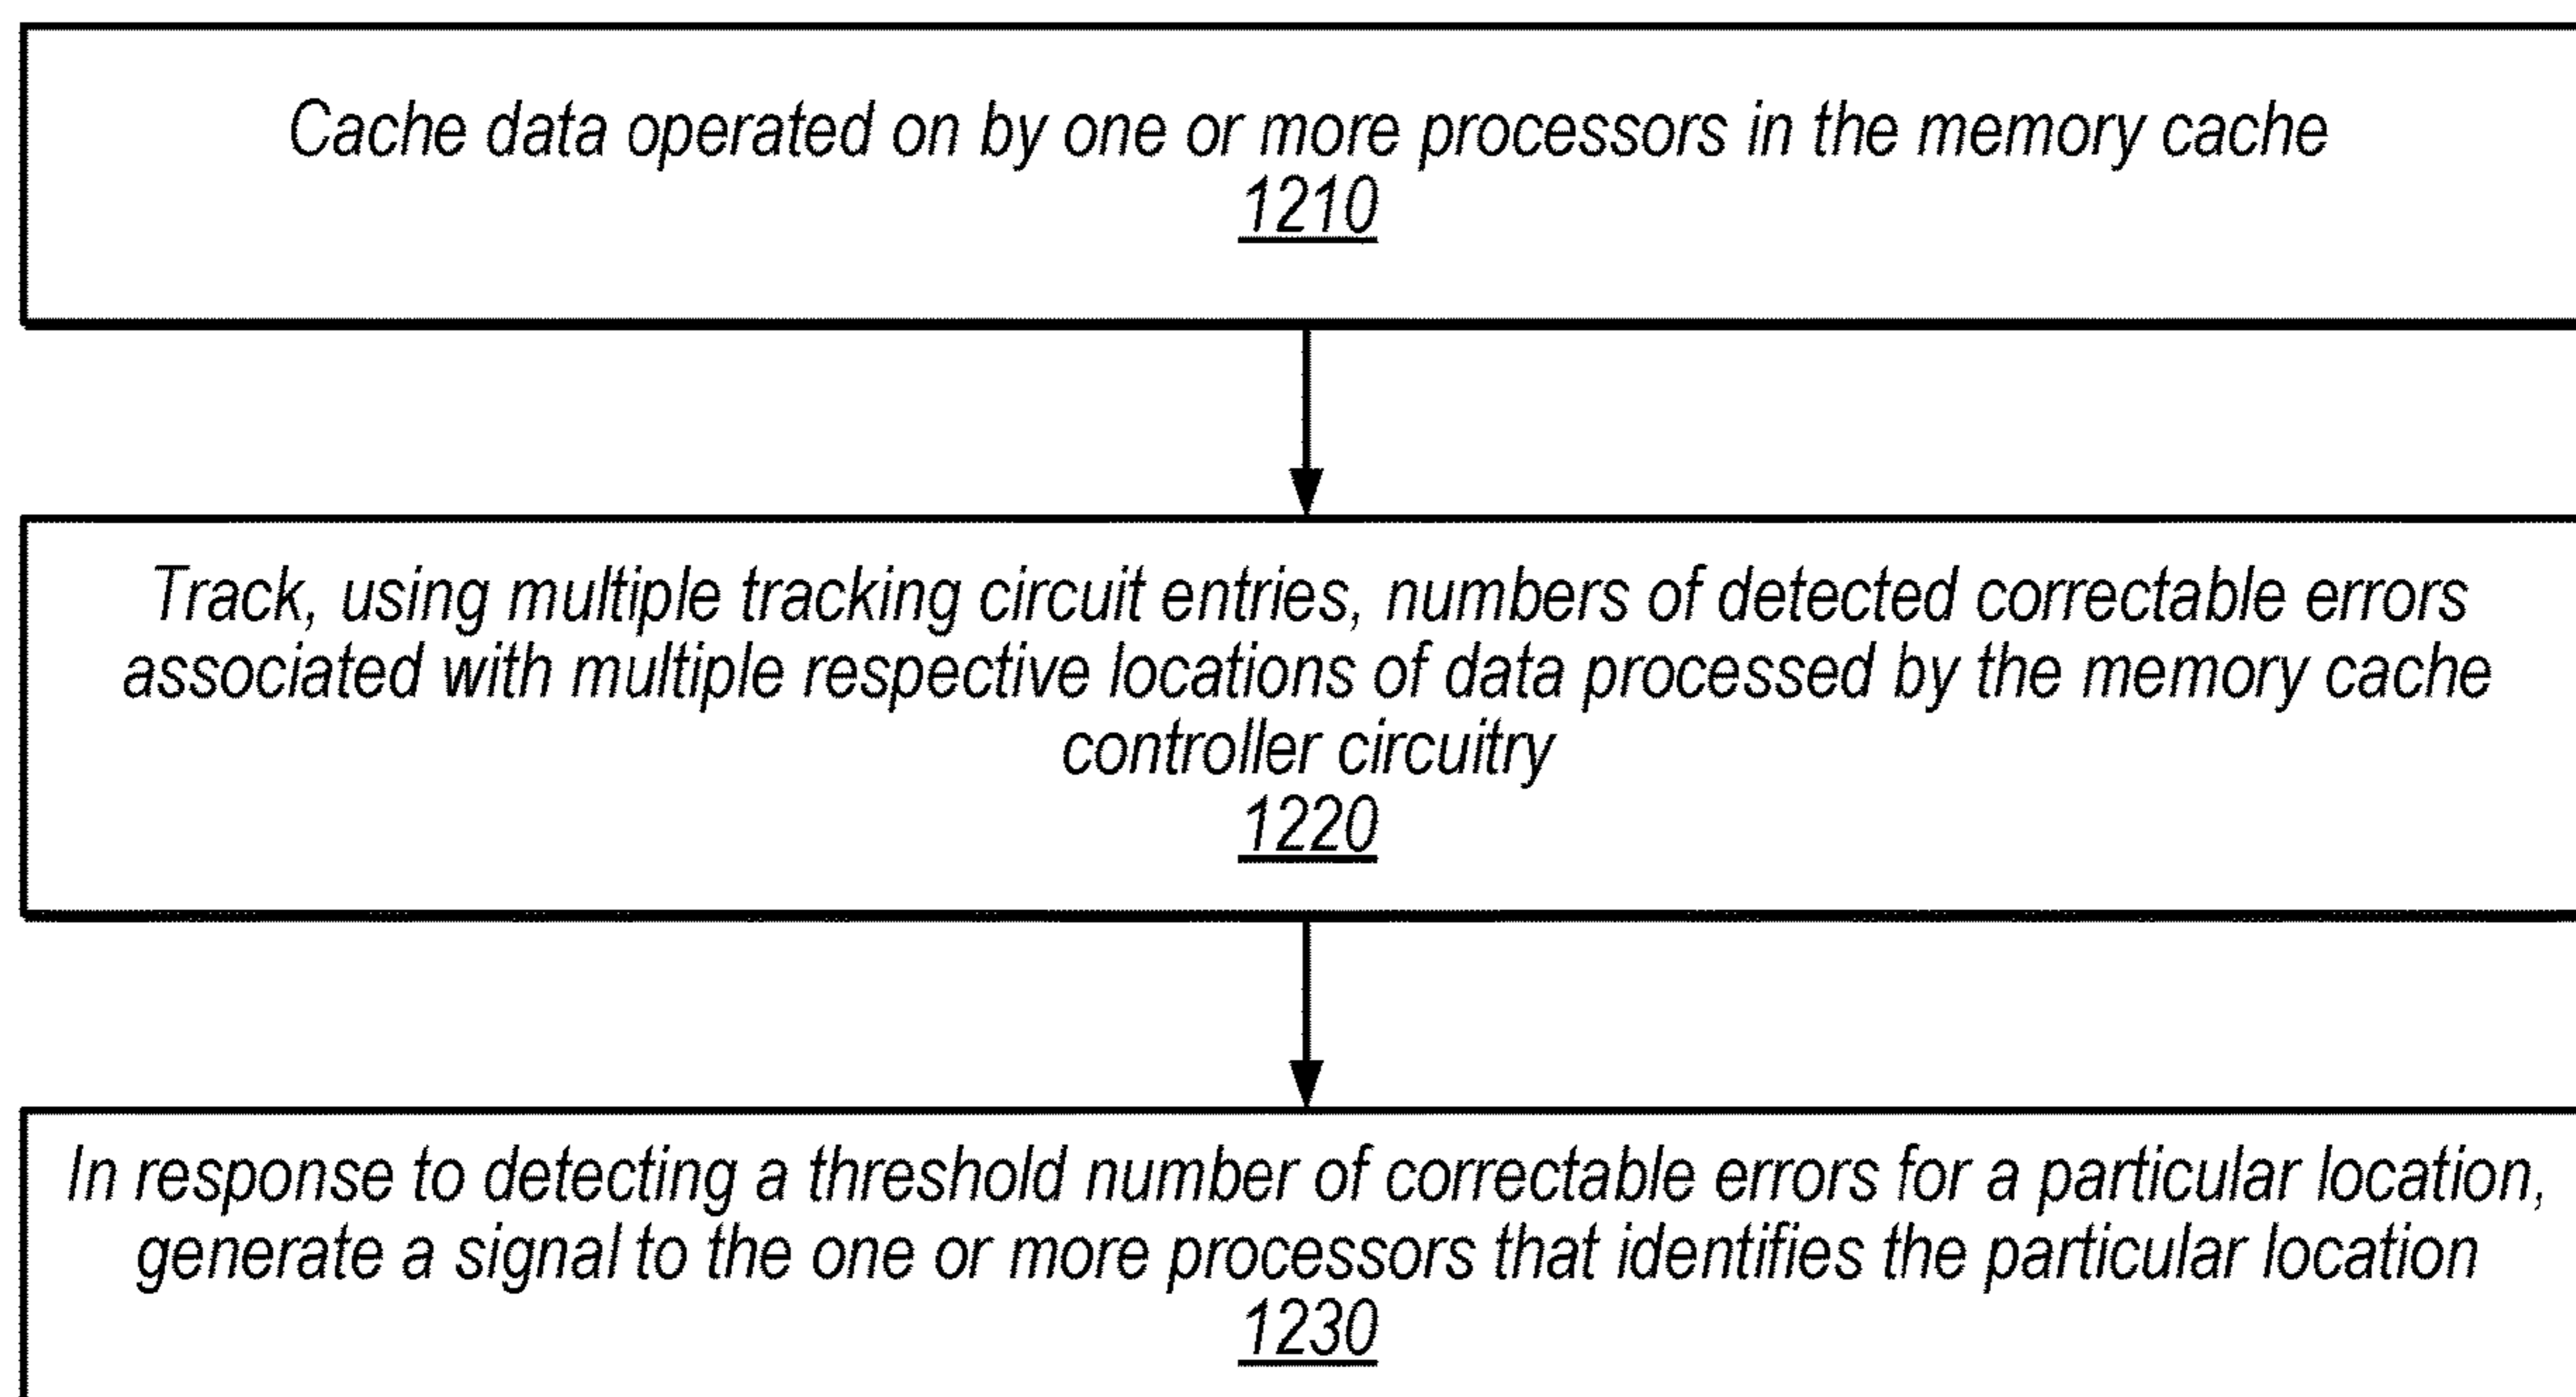 Cache data operated on by one or more processors in the memory cache
1210
Track, using multiple tracking circuit entries, numbers of detected correctable errors
associated with multiple respective locations of data processed by the memory cache
controller circuitry
1220
In response to detecting a threshold number of correctable errors for a particular location,
generate a signal to the one or more processors that identifies the particular location
1230